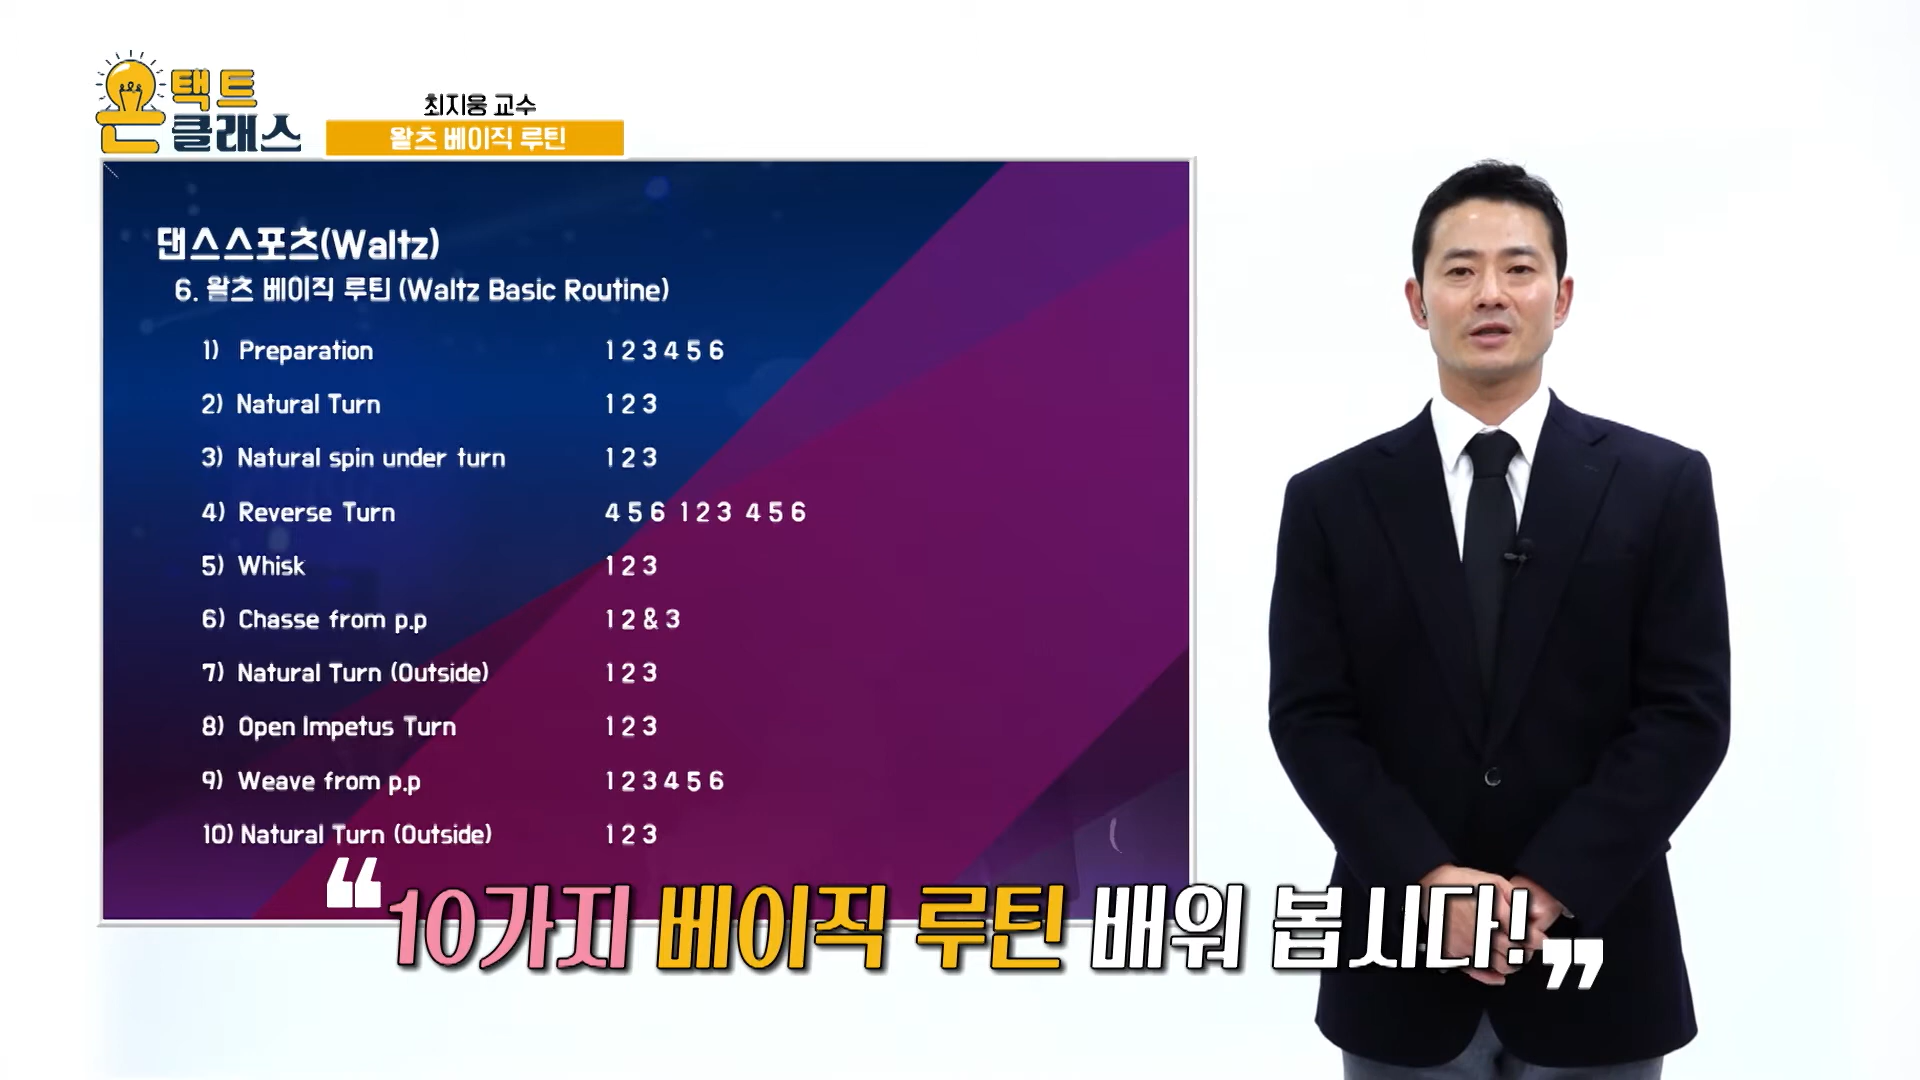 온택트
클래스
최지웅 교수
왈츠 베이직 루틴
댄스스포츠(Waltz)
6. 왈츠 베이직 루틴 (Waltz Basic Routine)
1) Preparation 1 2 3 4 5 6
2) Natural Turn 1 2 3
3) Natural spin under turn 1 2 3
4) Reverse Turn 4 5 6 1 2 3 4 5 6
5) Whisk 1 2 3
6) Chasse from p.p 1 2 & 3
7) Natural Turn (Outside) 1 2 3
8) Open Impetus Turn 1 2 3
9) Weave from p.p 1 2 3 4 5 6
10) Natural Turn (Outside) 1 2 3
❝10가지 베이직 루틴 배워 봅시다!❞